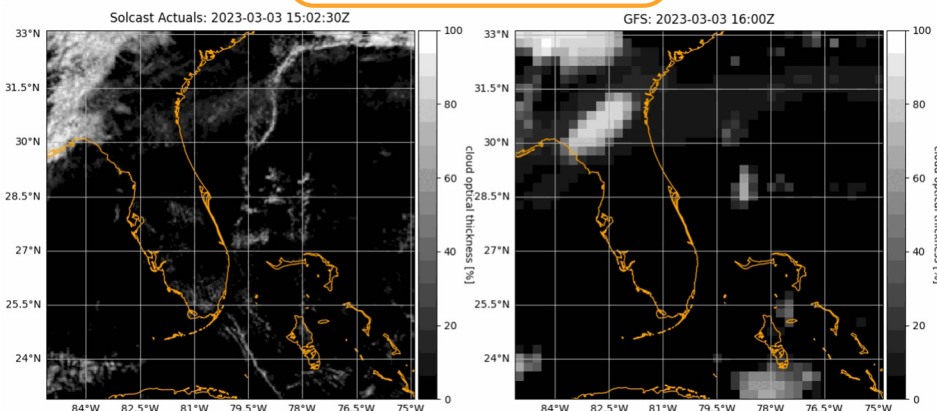 Solcast Actuals: 2023-03-03 15:02:30Z
33°N
31.5°N
30°N
28.5°N
27°N
25.5°N
24°N
84°W
82.5°W
81°W
79.5°W
78°W
76.5°W
75°W
100
80
60
40
20
0
cloud optical thickness [%]
GFS: 2023-03-03 16:00Z
33°N
31.5°N
30°N
28.5°N
27°N
25.5°N
24°N
84°W
82.5°W
81°W
79.5°W
78°W
76.5°W
75°W
100
80
60
40
20
0